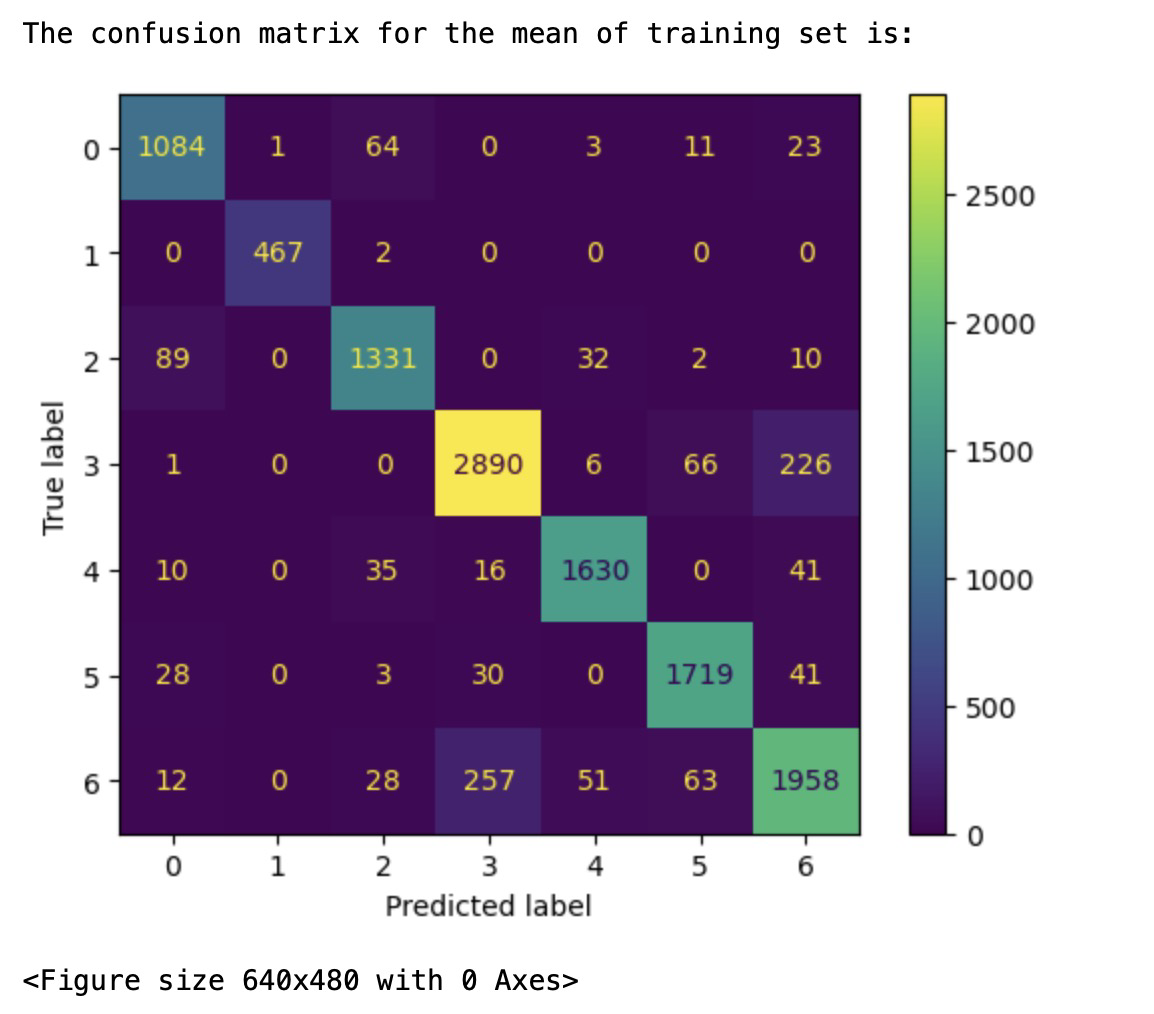 The confusion matrix for the mean of training set is:
0 1084 1 64 0 3 11 23
1 0 467 2 0 0 0 0
2 89 0 1331 0 32 2 10
3 1 0 0 2890 6 66 226
4 10 0 35 16 1630 0 41
5 28 0 3 30 0 1719 41
6 12 0 28 257 51 63 1958
0 1 2 3 4 5 6
True label
Predicted label
2500
2000
1500
1000
500
0
<Figure size 640x480 with 0 Axes>